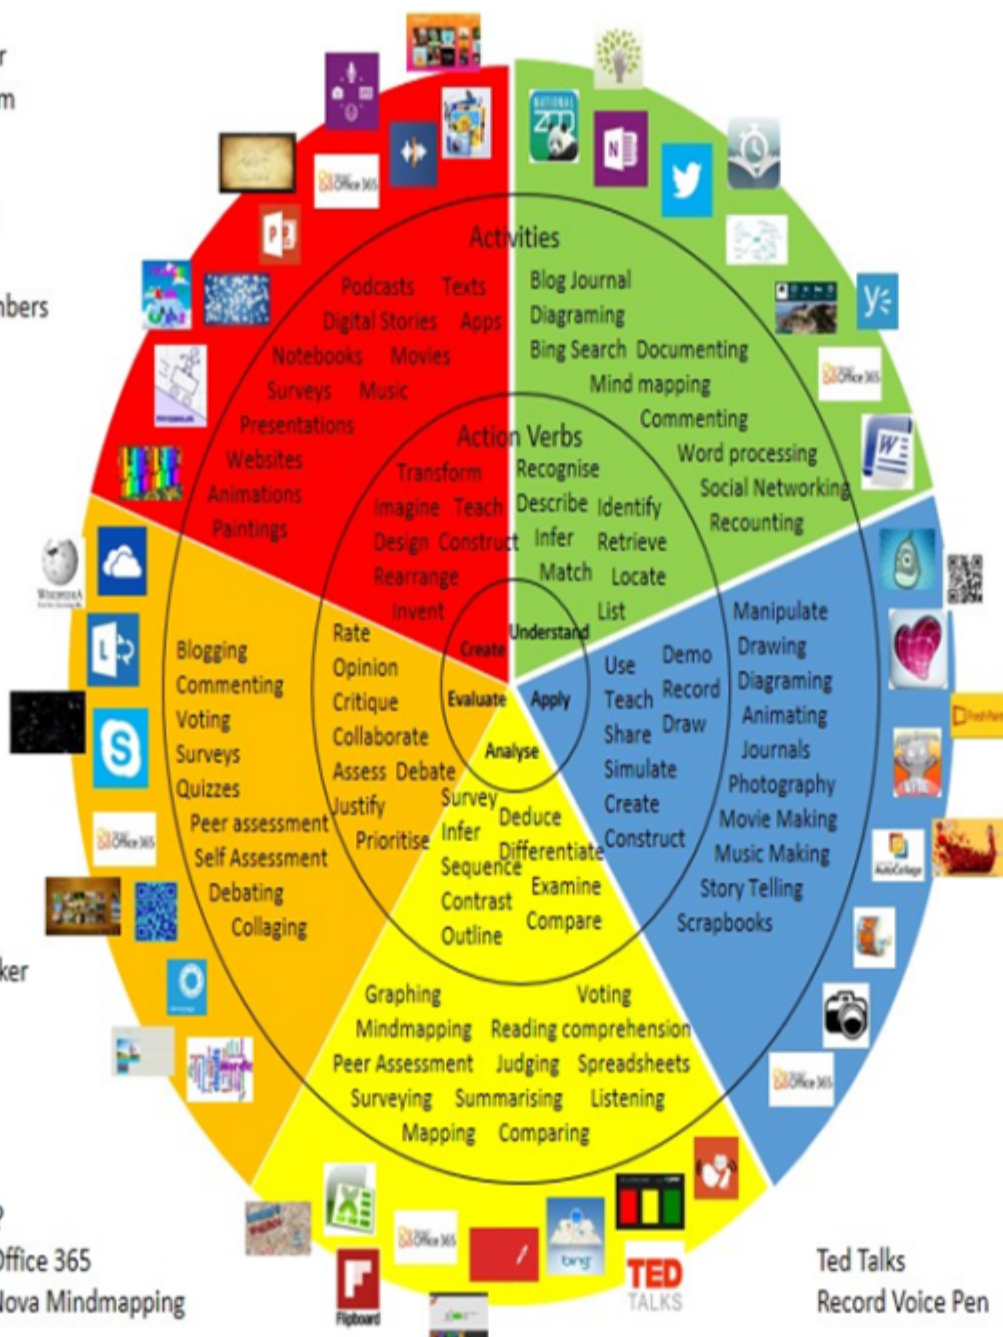 r
m
nbers
ker
?
Office 365
Nova Mindmapping
Ted Talks
Record Voice Pen
Activities
Podcasts Texts
Digital Stories Apps
Notebooks Movies
Surveys Music
Presentations
Websites
Animations
Paintings
Blog Journal
Diagraming
Bing Search Documenting
Mind mapping
Commenting
Word processing
Social Networking
Recounting
Action Verbs
Transform
Imagine Teach
Design Construct
Rearrange
Invent
Recognise
Describe Identify
Infer Retrieve
Match Locate
List
Create
Understand
Evaluate
Apply
Analyse
Rate
Opinion
Critique
Collaborate
Assess Debate
Justify
Prioritise
Blogging
Commenting
Voting
Surveys
Quizzes
Peer assessment
Self Assessment
Debating
Collaging
Use Demo
Teach Record
Share Draw
Simulate
Create
Construct
Manipulate
Drawing
Diagraming
Animating
Journals
Photography
Movie Making
Music Making
Story Telling
Scrapbooks
Survey Deduce
Infer Differentiate
Sequence Examine
Contrast Compare
Outline
Graphing Voting
Mindmapping Reading comprehension
Peer Assessment Judging Spreadsheets
Surveying Summarising Listening
Mapping Comparing
NATIONAL
ZOO
N
P
W
y
Office 365
Office 365
Office 365
Office 365
Office 365
WIKIPEDIA
L
S
FreshPaint
AutoCollage
X
Flipboard
bing
TED
TALKS